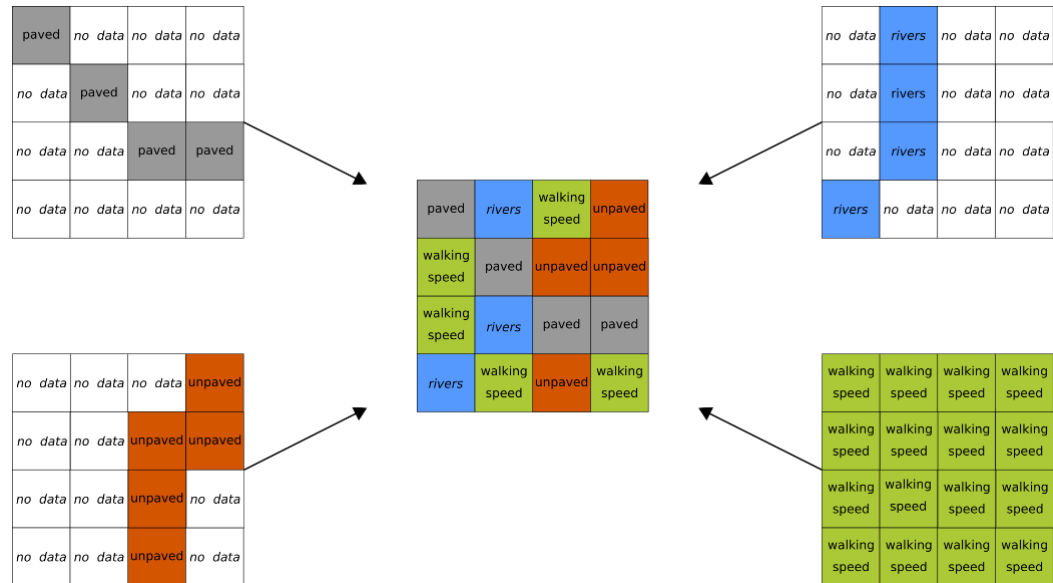 paved no data no data no data
no data paved no data no data
no data no data paved paved
no data no data no data no data
no data rivers no data no data
no data rivers no data no data
no data rivers no data no data
rivers no data no data no data
paved rivers walking speed unpaved
walking speed paved unpaved unpaved
walking speed rivers paved paved
rivers walking speed unpaved walking speed
no data no data no data unpaved
no data no data unpaved unpaved
no data no data unpaved no data
no data no data unpaved no data
walking walking walking walking
speed speed speed speed
walking walking walking walking
speed speed speed speed
walking walking walking walking
speed speed speed speed
walking walking walking walking
speed speed speed speed